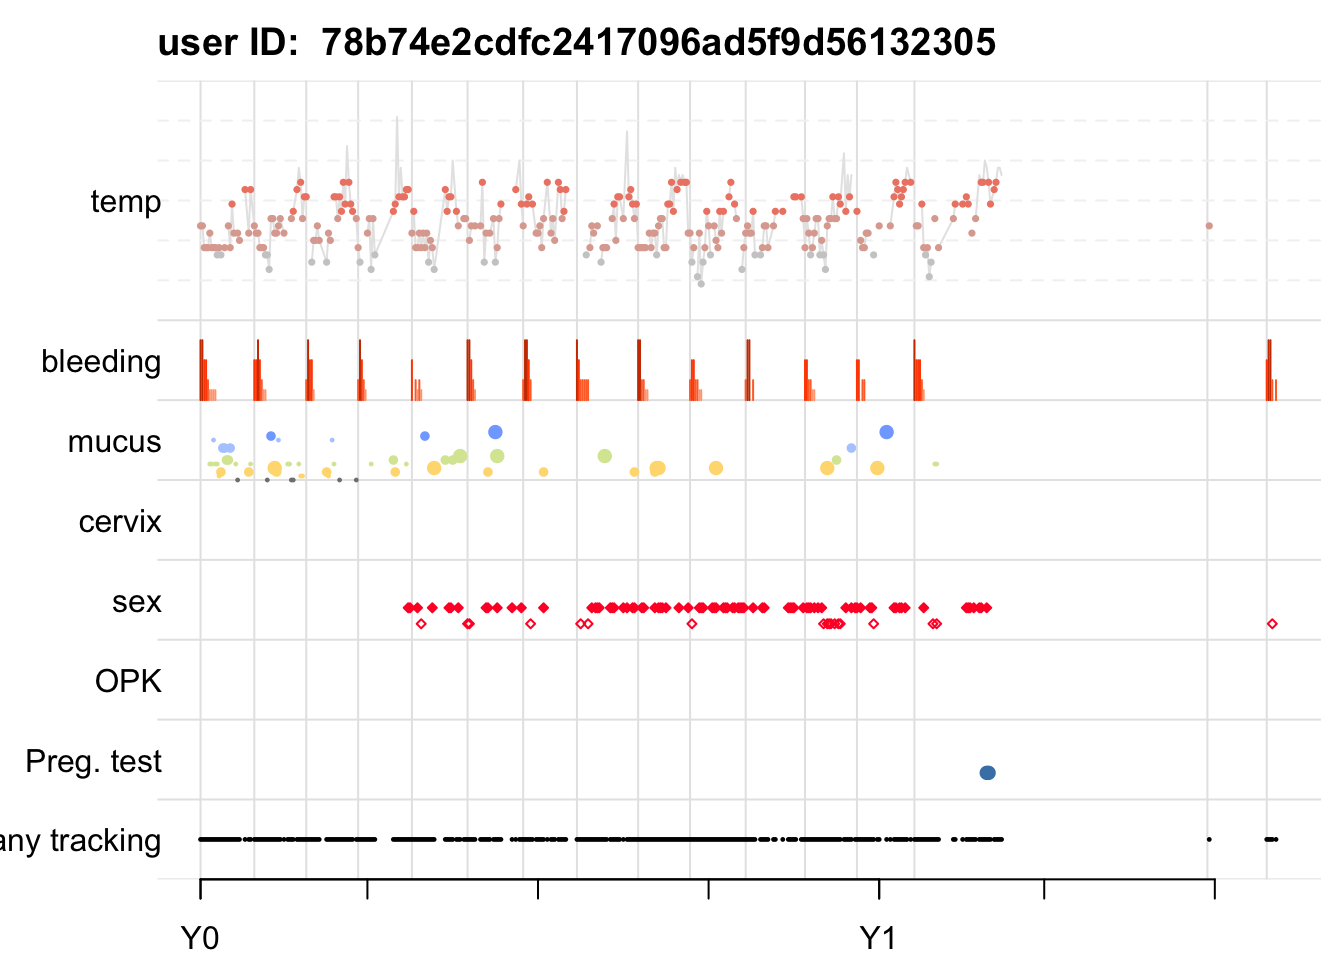 user ID:  78b74e2cdfc2417096ad5f9d56132305
temp
bleeding
mucus
cervix
sex
OPK
Preg. test
any tracking
Y0
Y1